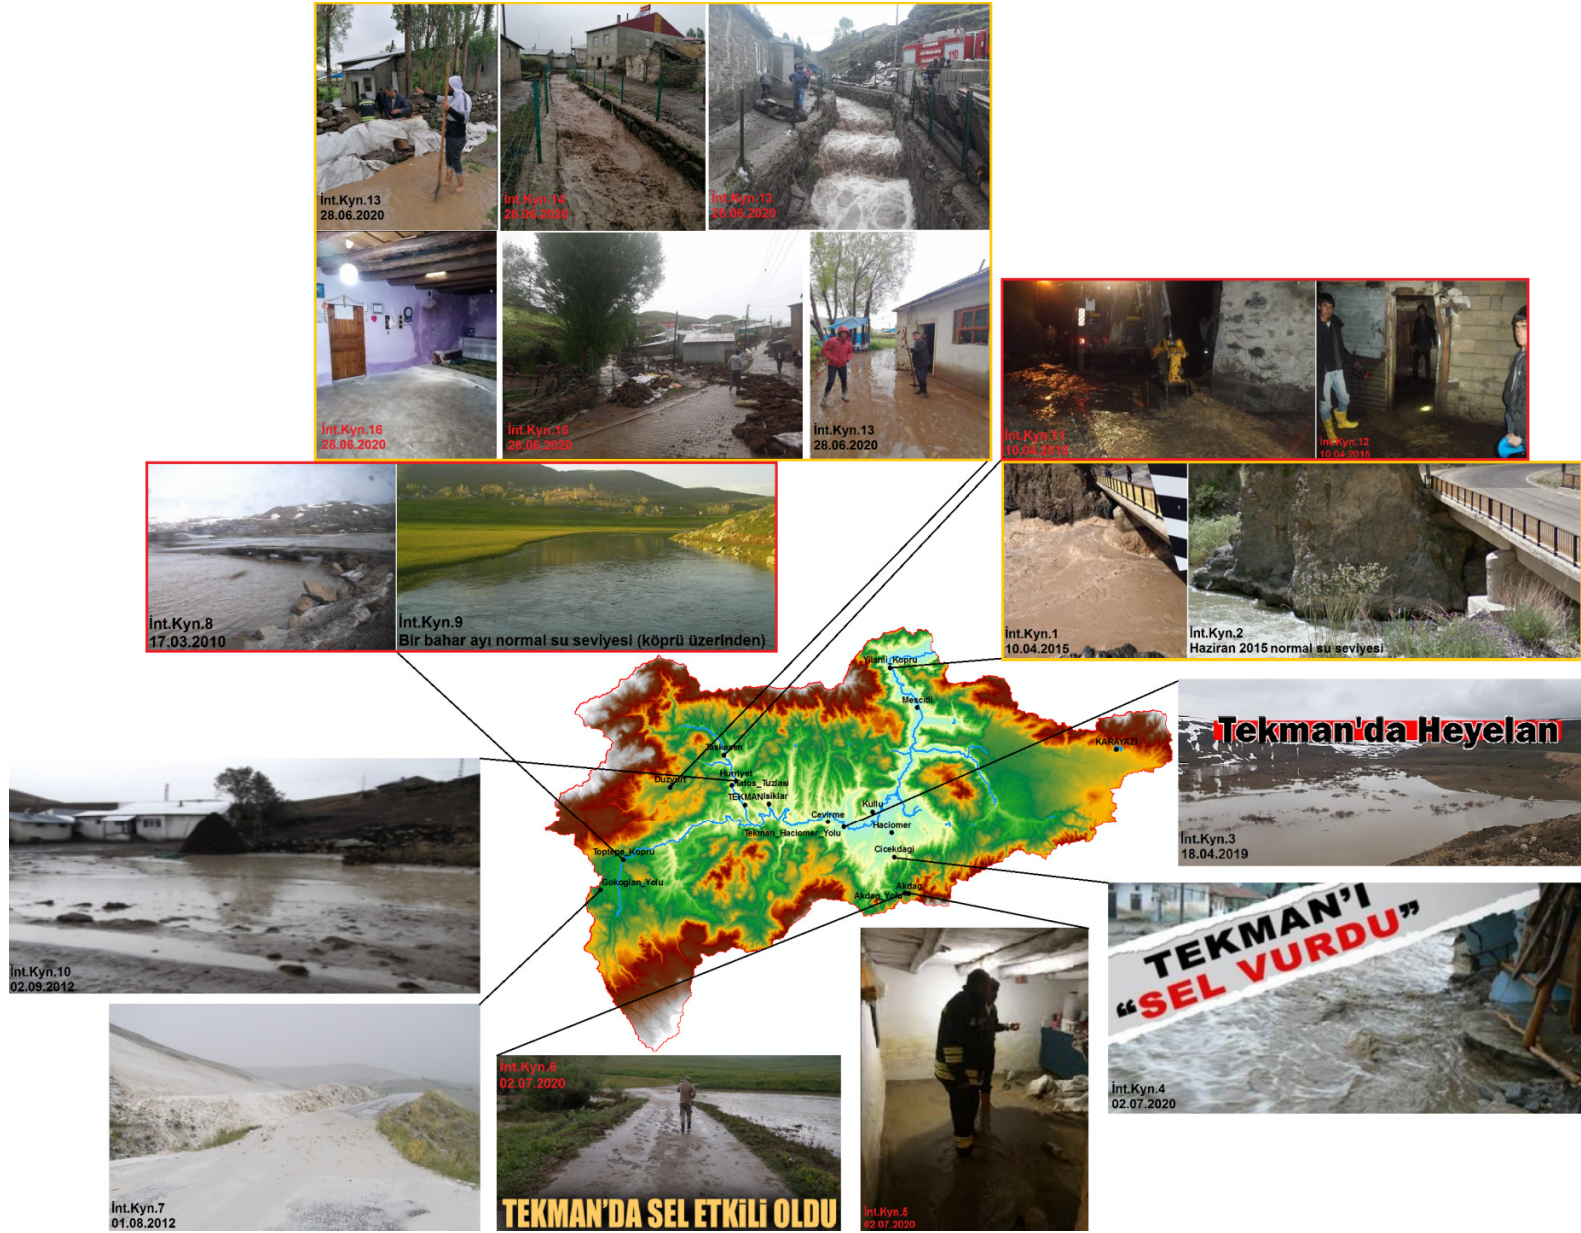 İnt.Kyn.13
28.06.2020
İnt.Kyn.14
28.06.2020
İnt.Kyn.13
28.06.2020
110
İnt.Kyn.16
28.06.2020
İnt.Kyn.15
28.06.2020
İnt.Kyn.13
28.06.2020
İnt.Kyn.11
10.04.2015
İnt.Kyn.12
10.04.2015
İnt.Kyn.8
17.03.2010
İnt.Kyn.9
Bir bahar ayı normal su seviyesi (köprü üzerinden)
İnt.Kyn.1
10.04.2015
İnt.Kyn.2
Haziran 2015 normal su seviyesi
Yilanli_Kopru
Mescitli
KARAYAZI
Taskesen
Hurriyet
Duzyurt
Tatos_Tuzlasi
TEKMAN
Isiklar
Cevirme
Kullu
Tekman_Haciomer_Yolu
Haciomer
Toptepe_Kopru
Cicekdagi
Gokoglan_Yolu
Akdag
Akdag_Yolu
Tekman'da Heyelan
İnt.Kyn.3
18.04.2019
İnt.Kyn.10
02.09.2012
TEKMAN'I
“SEL VURDU”
İnt.Kyn.4
02.07.2020
İnt.Kyn.7
01.08.2012
İnt.Kyn.6
02.07.2020
TEKMAN'DA SEL ETKİLİ OLDU
İnt.Kyn.5
02.07.2020